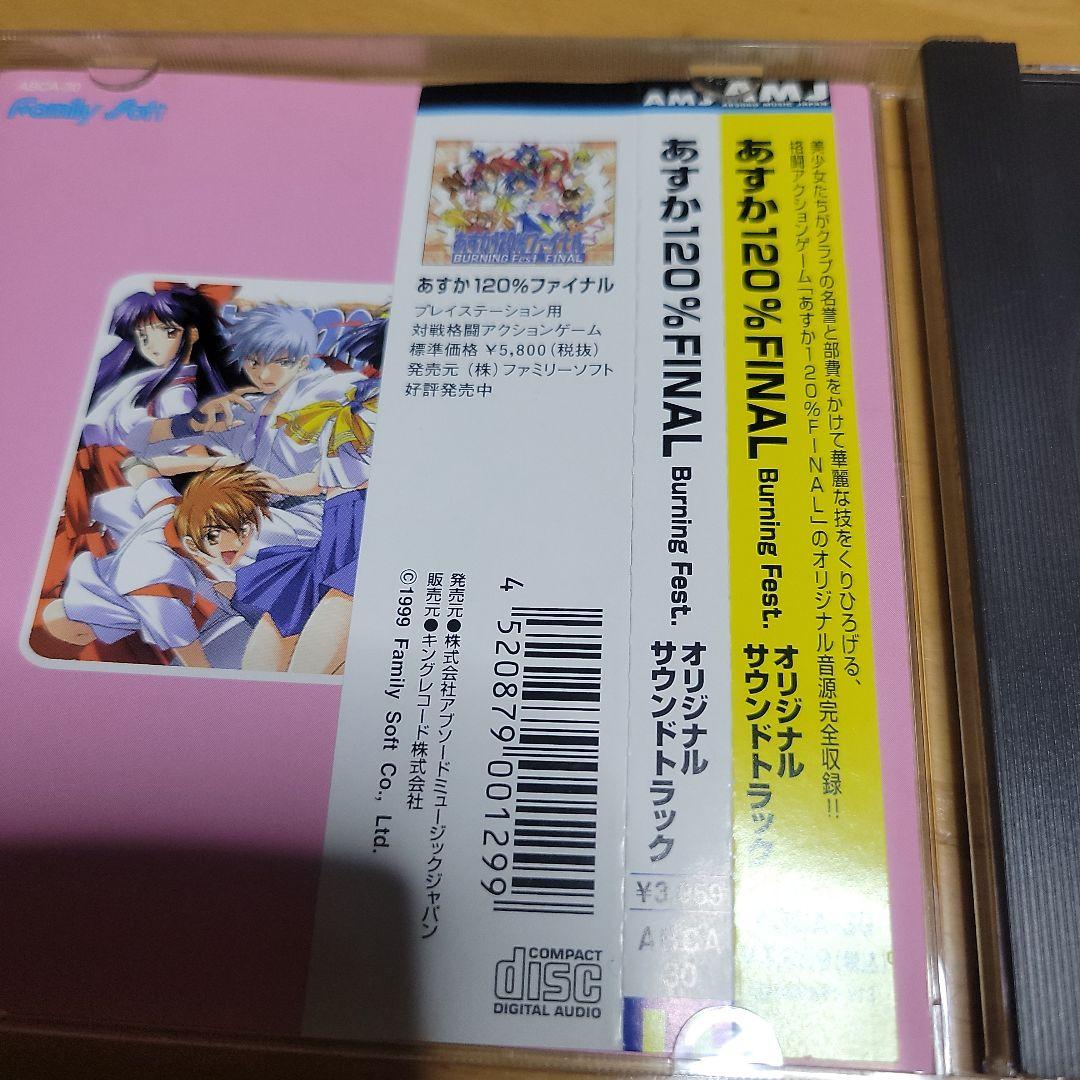 ABCA-30
Family Soft
AMJ
AMJ
ABSORD MUSIC JAPAN
あすか120%ファイナル
BURNING Fest. FINAL
あすか120%ファイナル
プレイステーション用
対戦格闘アクションゲーム
標準価格 ¥5,800(税抜)
発売元 (株)ファミリーソフト
好評発売中
美少女たちがクラブの名誉と部費をかけて華麗な技をくりひろげる、
格闘アクションゲーム「あすか120%FINAL」のオリジナル音源完全収録!!
あすか120%FINAL Burning Fest. オリジナル
サウンドトラック
あすか120%FINAL Burning Fest. オリジナル
サウンドトラック
発売元●株式会社アブソードミュージックジャパン
販売元●キングレコード株式会社
© 1999 Family Soft Co., Ltd.
4 520879 001299
COMPACT
disc
DIGITAL AUDIO